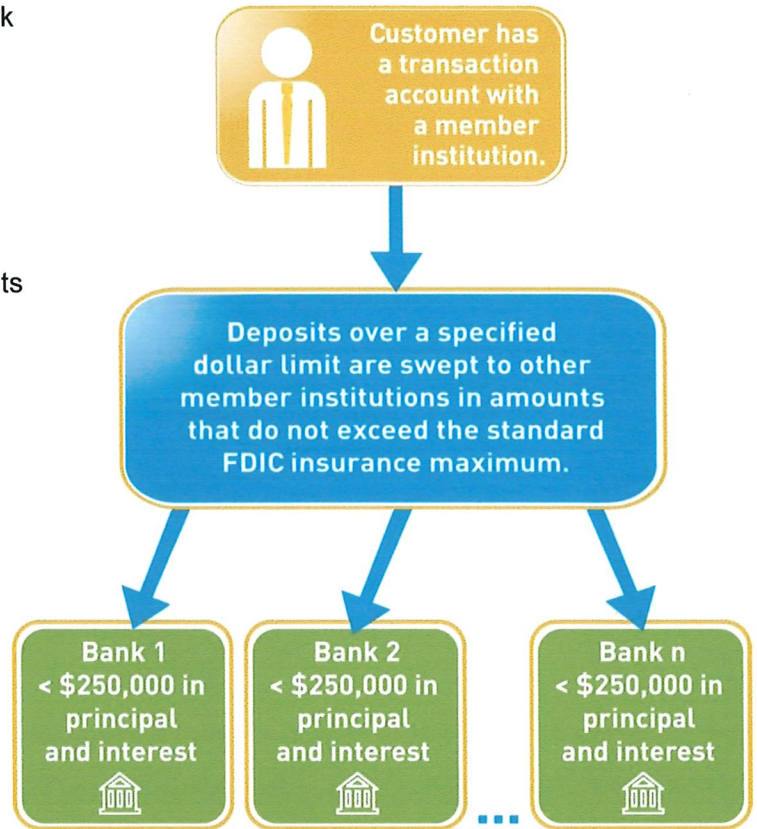 k
Customer has
a transaction
account with
a member
institution.
ts
Deposits over a specified
dollar limit are swept to other
member institutions in amounts
that do not exceed the standard
FDIC insurance maximum.
Bank 1
< $250,000 in
principal
and interest
Bank 2
< $250,000 in
principal
and interest
...
Bank n
< $250,000 in
principal
and interest